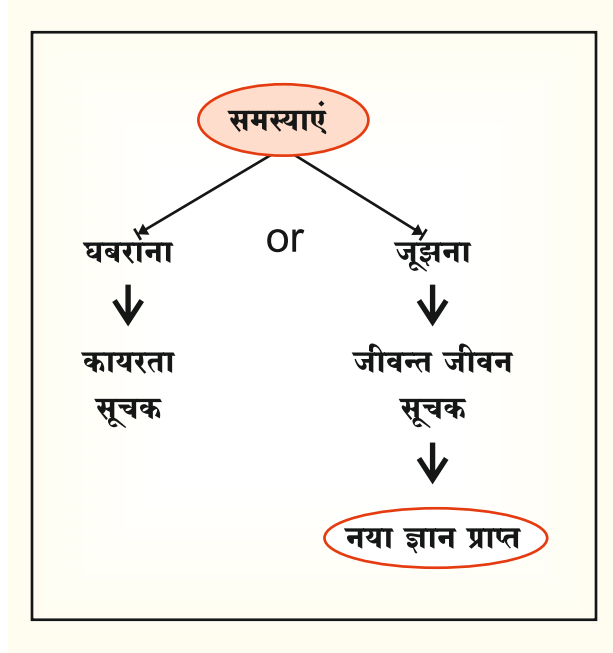 समस्याएं
घबराना or जूझना
कायरता जीवन्त जीवन
सूचक सूचक
नया ज्ञान प्राप्त